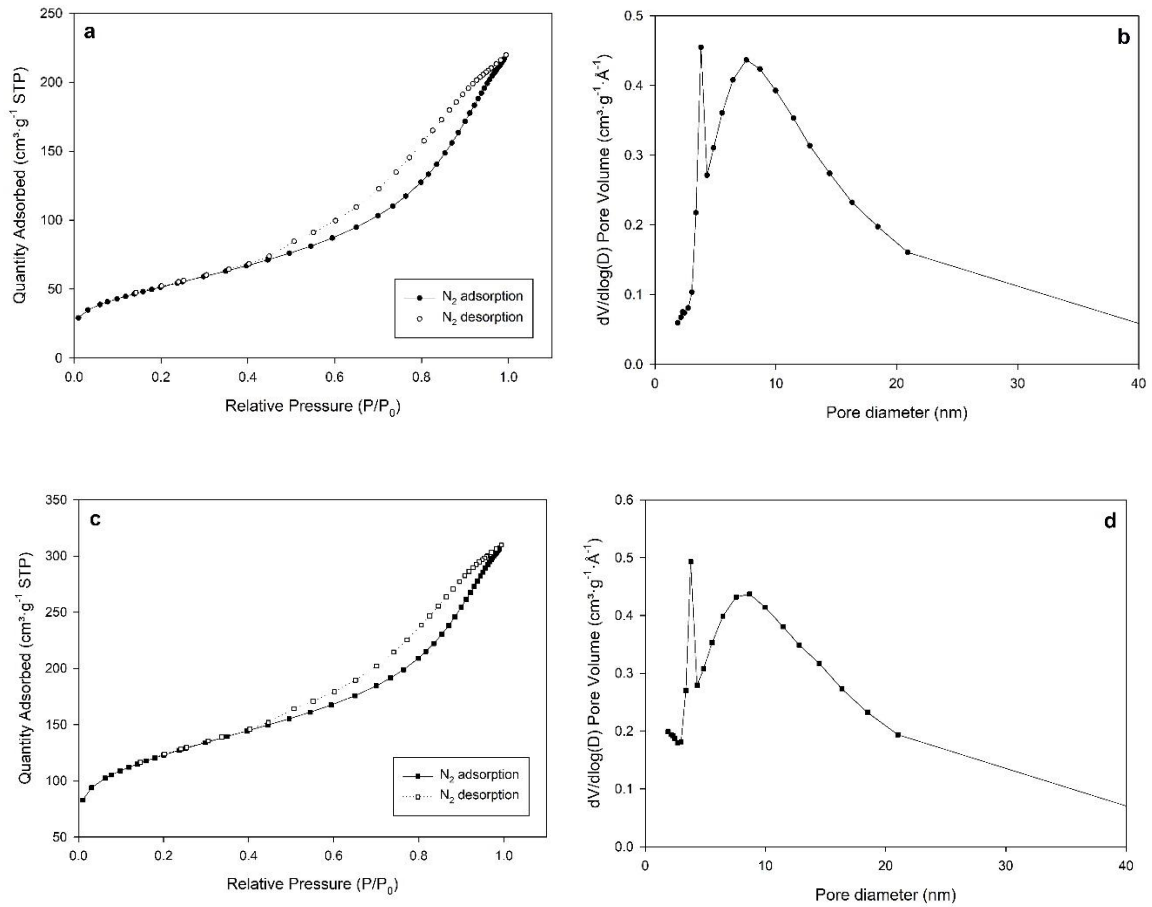 a
250
200
150
100
50
0
Quantity Adsorbed (cm³·g⁻¹ STP)
N₂ adsorption
N₂ desorption
0.0 0.2 0.4 0.6 0.8 1.0
Relative Pressure (P/P₀)
b
0.5
0.4
0.3
0.2
0.1
0.0
dV/dlog(D) Pore Volume (cm³·g⁻¹·Å⁻¹)
0 10 20 30 40
Pore diameter (nm)
c
350
300
250
200
150
100
50
Quantity Adsorbed (cm³·g⁻¹ STP)
N₂ adsorption
N₂ desorption
0.0 0.2 0.4 0.6 0.8 1.0
Relative Pressure (P/P₀)
d
0.6
0.5
0.4
0.3
0.2
0.1
0.0
dV/dlog(D) Pore Volume (cm³·g⁻¹·Å⁻¹)
0 10 20 30 40
Pore diameter (nm)